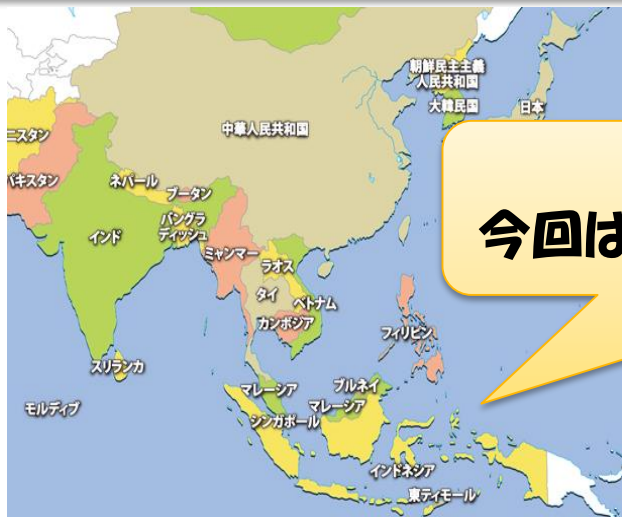 朝鮮民主主義
人民共和国
大韓民国
日本
中華人民共和国
ニスタン
パキスタン
ネパール
ブータン
バングラ
ディッシュ
インド
ミャンマー
ラオス
タイ
ベトナム
カンボジア
フィリピン
スリランカ
モルディブ
マレーシア
ブルネイ
マレーシア
シンガポール
インドネシア
東ティモール
今回は